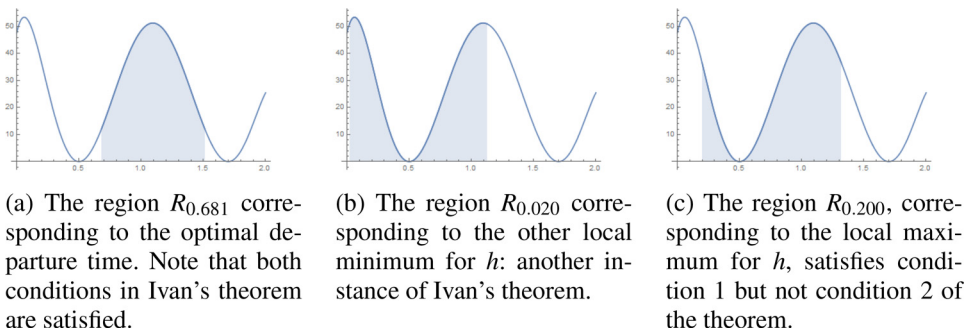 50
40
30
20
10
0.5
1.0
1.5
2.0
50
40
30
20
10
0.5
1.0
1.5
2.0
50
40
30
20
10
0.5
1.0
1.5
2.0
(a) The region R0.681 corre-
sponding to the optimal de-
parture time. Note that both
conditions in Ivan's theorem
are satisfied.
(b) The region R0.020 corre-
sponding to the other local
minimum for h: another in-
stance of Ivan's theorem.
(c) The region R0.200, corre-
sponding to the local maxi-
mum for h, satisfies condi-
tion 1 but not condition 2 of
the theorem.